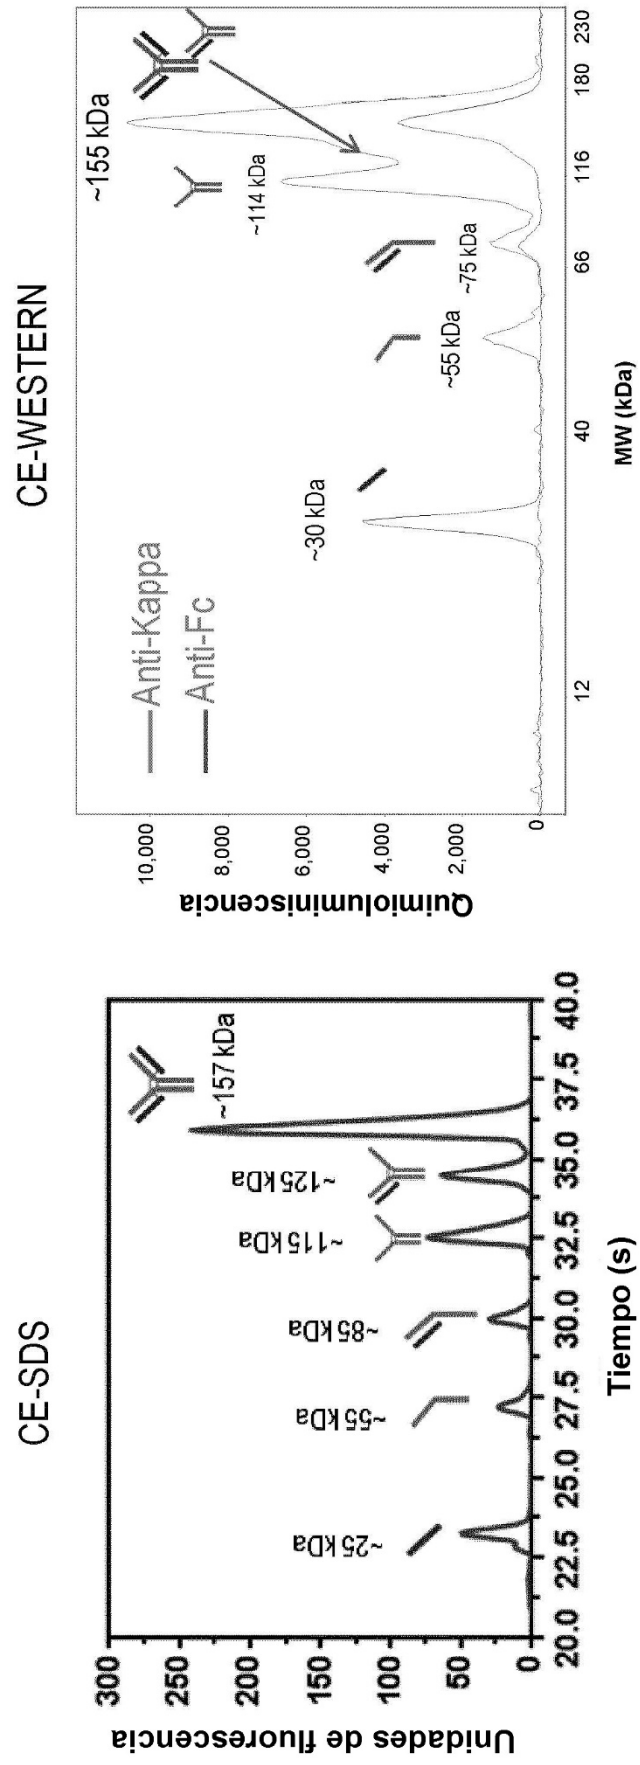 CE-SDS
Unidades de fluorescencia
300
250
200
150
100
50
0
~25 kDa
~55 kDa
~85 kDa
~115 kDa
~125 kDa
~157 kDa
20.0
22.5
25.0
27.5
30.0
32.5
35.0
37.5
40.0
Tiempo (s)
CE-WESTERN
Quimioluminiscencia
10,000
8,000
6,000
4,000
2,000
0
Anti-Kappa
Anti-Fc
~30 kDa
~55 kDa
~75 kDa
~114 kDa
~155 kDa
12
40
66
116
180
230
MW (kDa)